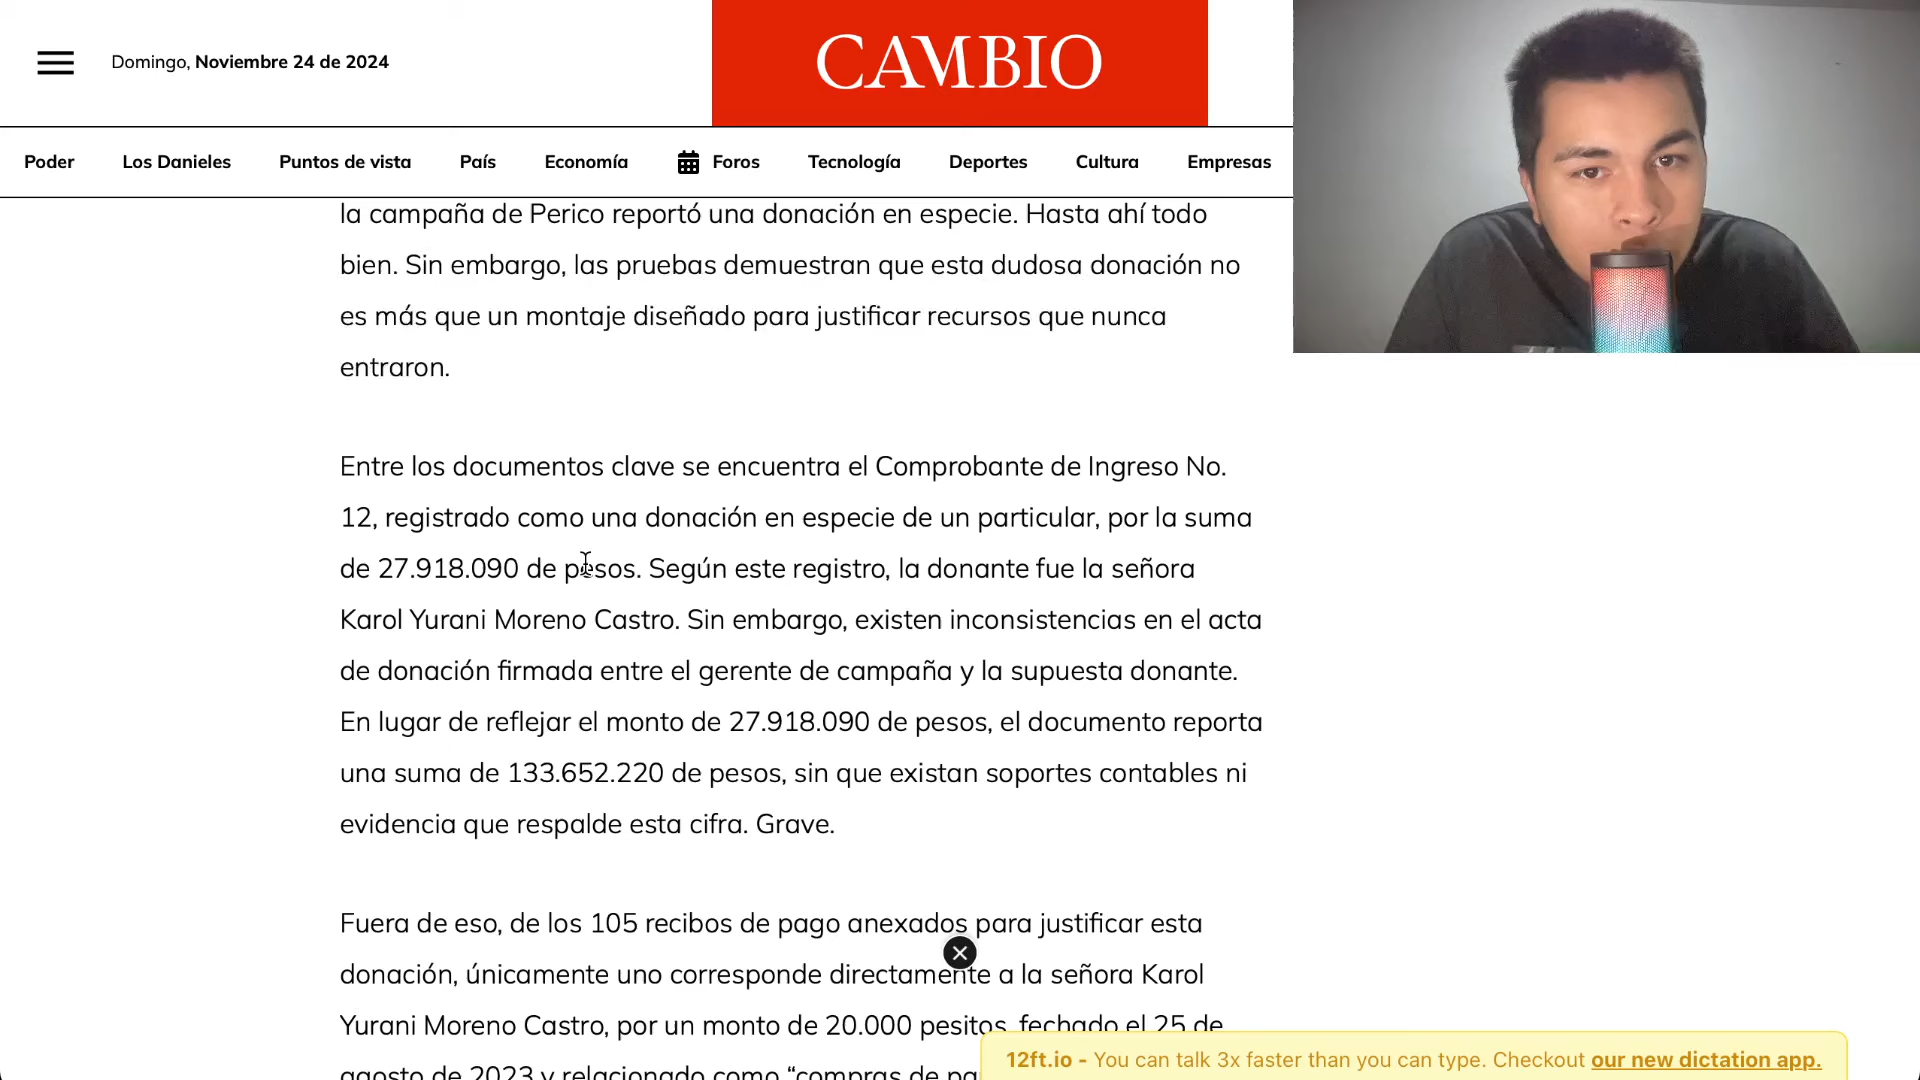 Domingo, Noviembre 24 de 2024
CAMBIO
Poder Los Danieles Puntos de vista País Economía Foros Tecnología Deportes Cultura Empresas
la campaña de Perico reportó una donación en especie. Hasta ahí todo
bien. Sin embargo, las pruebas demuestran que esta dudosa donación no
es más que un montaje diseñado para justificar recursos que nunca
entraron.
Entre los documentos clave se encuentra el Comprobante de Ingreso No.
12, registrado como una donación en especie de un particular, por la suma
de 27.918.090 de pesos. Según este registro, la donante fue la señora
Karol Yurani Moreno Castro. Sin embargo, existen inconsistencias en el acta
de donación firmada entre el gerente de campaña y la supuesta donante.
En lugar de reflejar el monto de 27.918.090 de pesos, el documento reporta
una suma de 133.652.220 de pesos, sin que existan soportes contables ni
evidencia que respalde esta cifra. Grave.
Fuera de eso, de los 105 recibos de pago anexados para justificar esta
donación, únicamente uno corresponde directamente a la señora Karol
Yurani Moreno Castro, por un monto de 20.000 pesitos, fechado el 25 de
agosto de 2023 y relacionado como “compras de
12ft.io - You can talk 3x faster than you can type. Checkout our new dictation app.